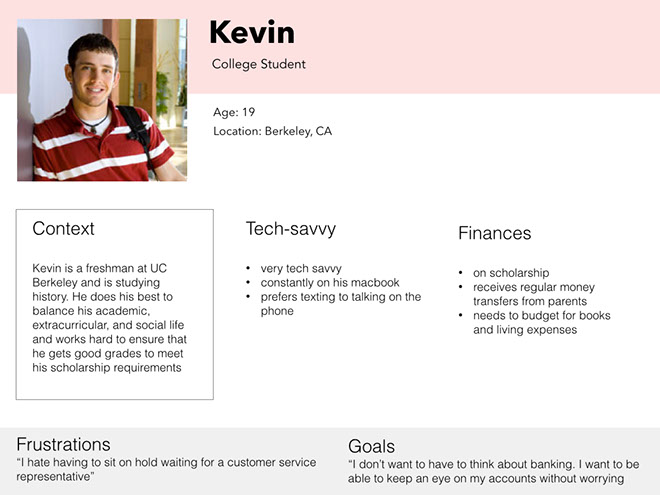 Kevin
College Student
Age: 19
Location: Berkeley, CA
Context
Kevin is a freshman at UC
Berkeley and is studying
history. He does his best to
balance his academic,
extracurricular, and social life
and works hard to ensure that
he gets good grades to meet
his scholarship requirements
Tech-savvy
• very tech savvy
• constantly on his macbook
• prefers texting to talking on the
phone
Finances
• on scholarship
• receives regular money
transfers from parents
• needs to budget for books
and living expenses
Frustrations
“I hate having to sit on hold waiting for a customer service
representative”
Goals
“I don’t want to have to think about banking. I want to be
able to keep an eye on my accounts without worrying